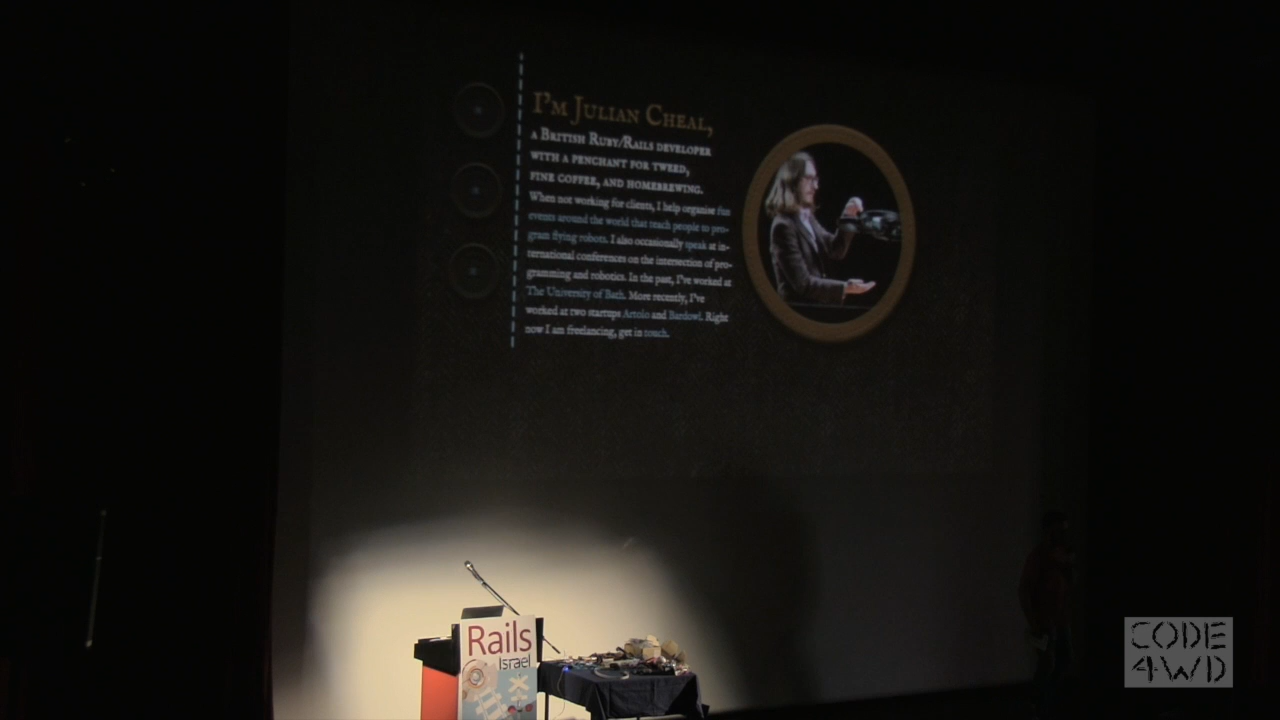 I'm Julian Cheal,
a British Ruby/Rails developer
with a penchant for tweed,
fine coffee, and homebrewing.
When not working for clients, I help organise fun
events around the world that teach people to pro-
gram flying robots. I also occasionally speak at in-
ternational conferences on the intersection of pro-
gramming and robotics. In the past, I've worked at
The University of Bath. More recently, I've
worked at two startups Artolo and Bardowl. Right
now I am freelancing, get in touch.
Rails
Israel
CODE
4WD